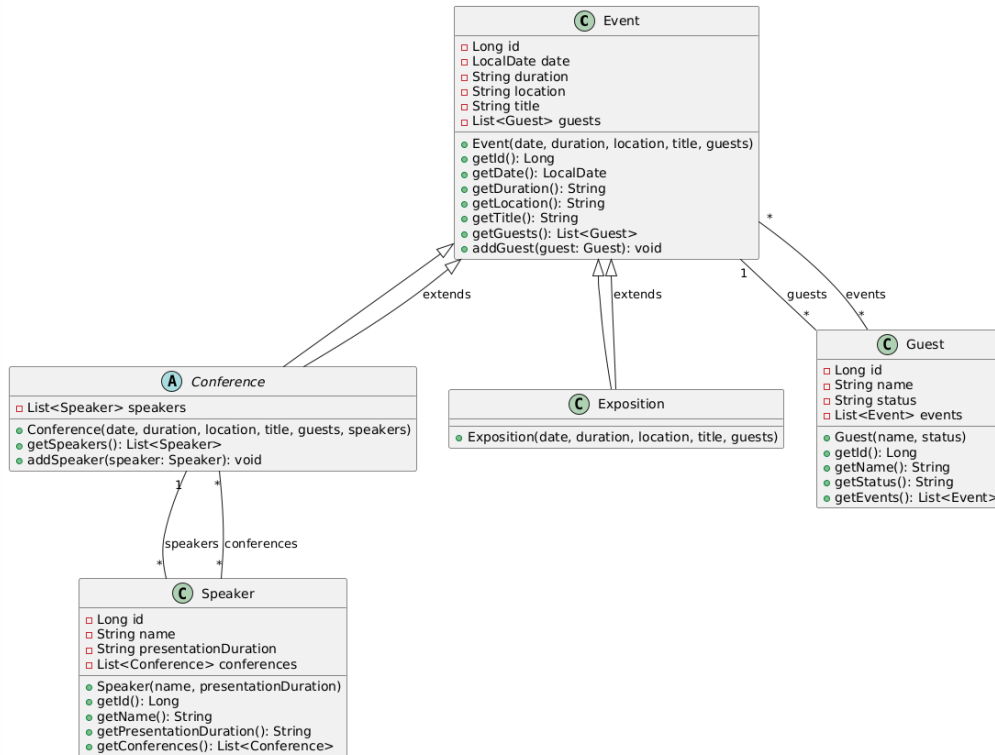 C Event
Long id
LocalDate date
String duration
String location
String title
List<Guest> guests
Event(date, duration, location, title, guests)
getId(): Long
getDate(): LocalDate
getDuration(): String
getLocation(): String
getTitle(): String
getGuests(): List<Guest>
addGuest(guest: Guest): void
*
1
extends
extends
guests
events
*
*
A Conference
List<Speaker> speakers
Conference(date, duration, location, title, guests, speakers)
getSpeakers(): List<Speaker>
addSpeaker(speaker: Speaker): void
C Exposition
Exposition(date, duration, location, title, guests)
C Guest
Long id
String name
String status
List<Event> events
Guest(name, status)
getId(): Long
getName(): String
getStatus(): String
getEvents(): List<Event>
1
*
speakers
conferences
*
*
C Speaker
Long id
String name
String presentationDuration
List<Conference> conferences
Speaker(name, presentationDuration)
getId(): Long
getName(): String
getPresentationDuration(): String
getConferences(): List<Conference>